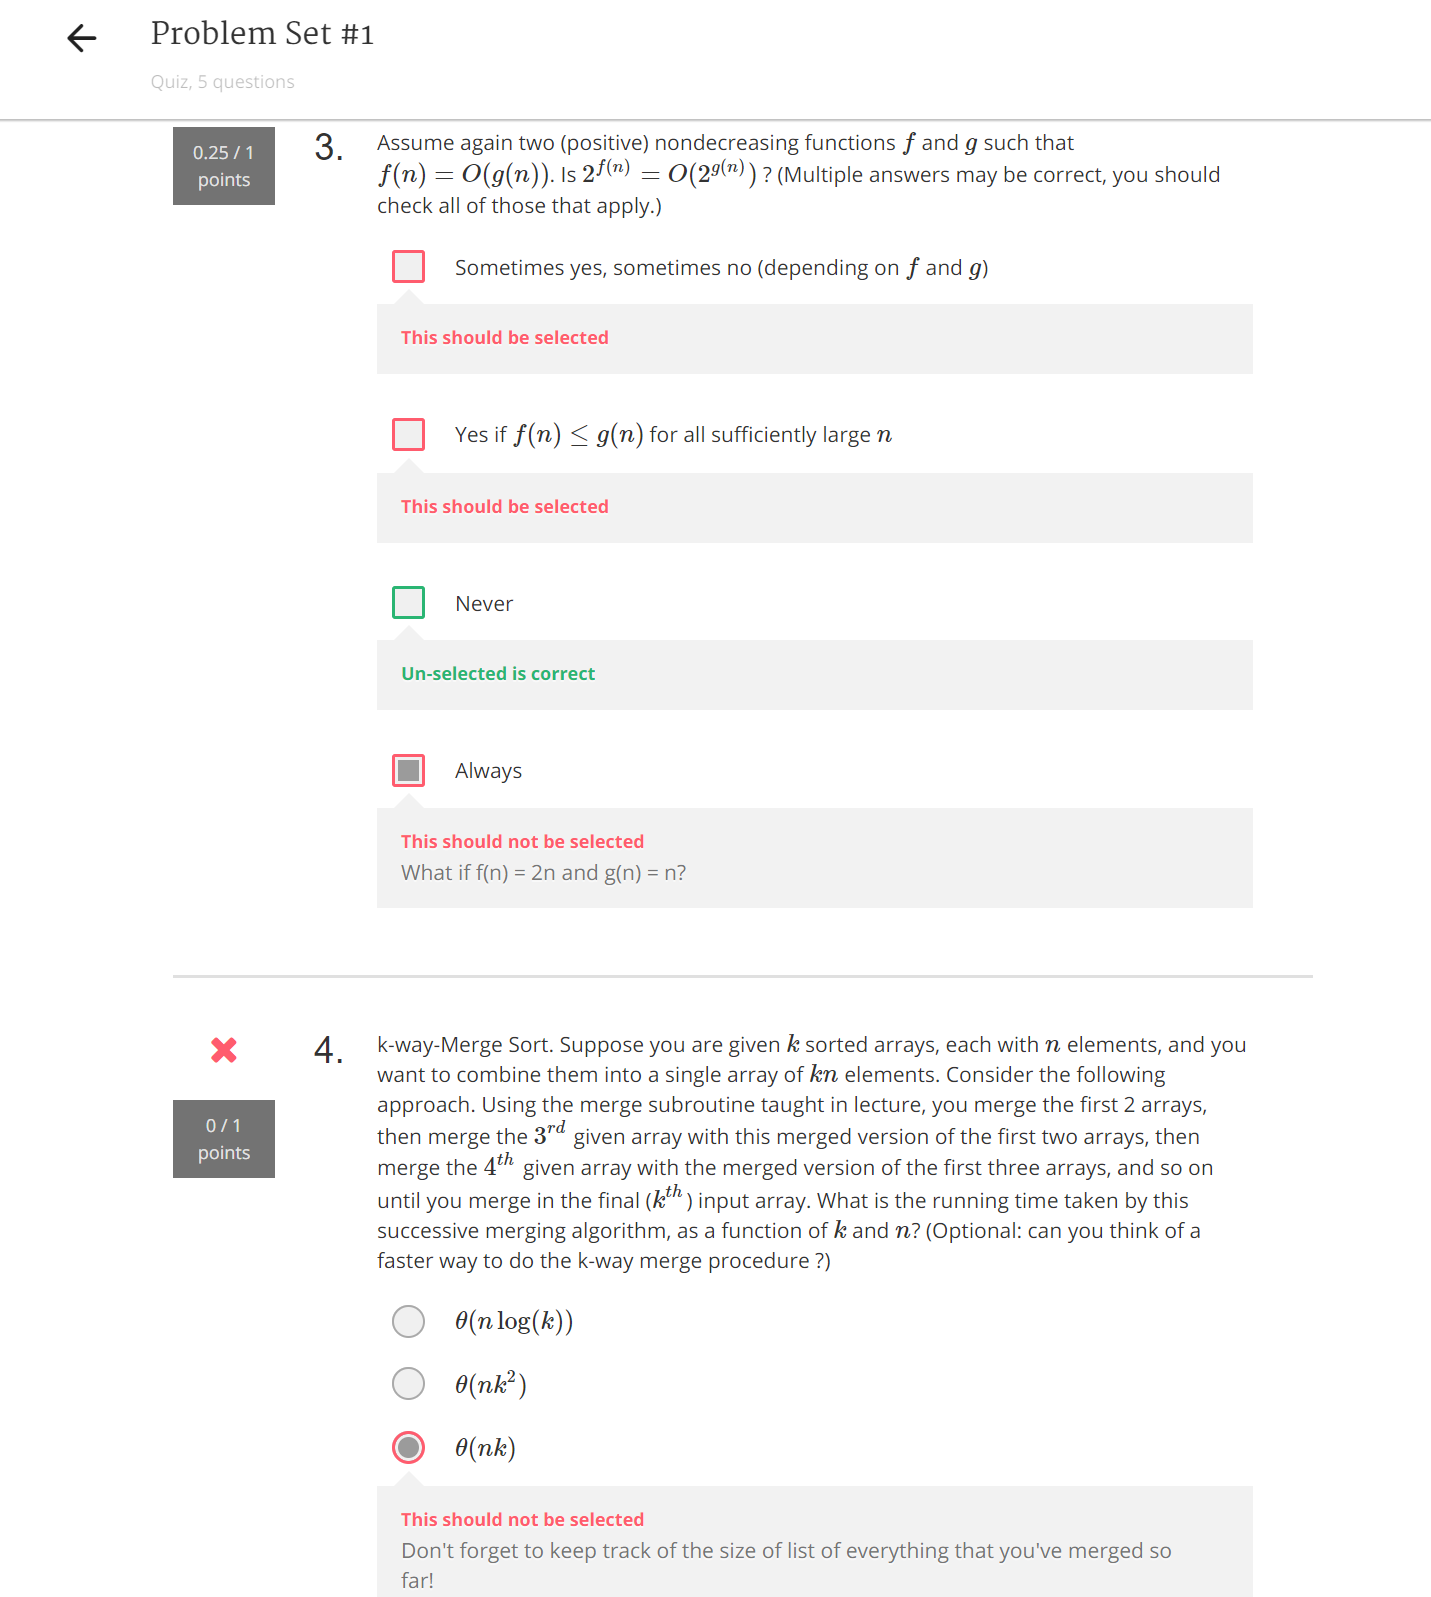 Problem Set #1
Quiz, 5 questions
0.25 / 1
points
3.
Assume again two (positive) nondecreasing functions f and g such that
f(n) = O(g(n)). Is 2^{f(n)} = O(2^{g(n)}) ? (Multiple answers may be correct, you should
check all of those that apply.)
Sometimes yes, sometimes no (depending on f and g)
This should be selected
Yes if f(n) ≤ g(n) for all sufficiently large n
This should be selected
Never
Un-selected is correct
Always
This should not be selected
What if f(n) = 2n and g(n) = n?
0 / 1
points
4.
k-way-Merge Sort. Suppose you are given k sorted arrays, each with n elements, and you
want to combine them into a single array of kn elements. Consider the following
approach. Using the merge subroutine taught in lecture, you merge the first 2 arrays,
then merge the 3^{rd} given array with this merged version of the first two arrays, then
merge the 4^{th} given array with the merged version of the first three arrays, and so on
until you merge in the final (k^{th}) input array. What is the running time taken by this
successive merging algorithm, as a function of k and n? (Optional: can you think of a
faster way to do the k-way merge procedure ?)
θ(n log(k))
θ(nk²)
θ(nk)
This should not be selected
Don't forget to keep track of the size of list of everything that you've merged so
far!